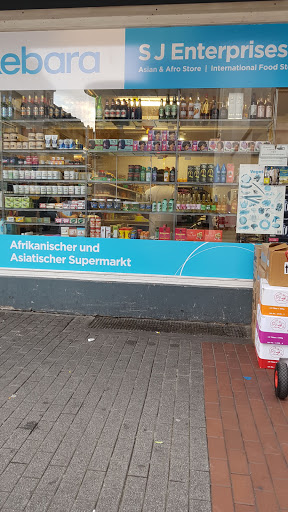 ebara
S J Enterprises
Asian & Afro Store | International Food St
Afrikanischer und
Asiatischer Supermarkt